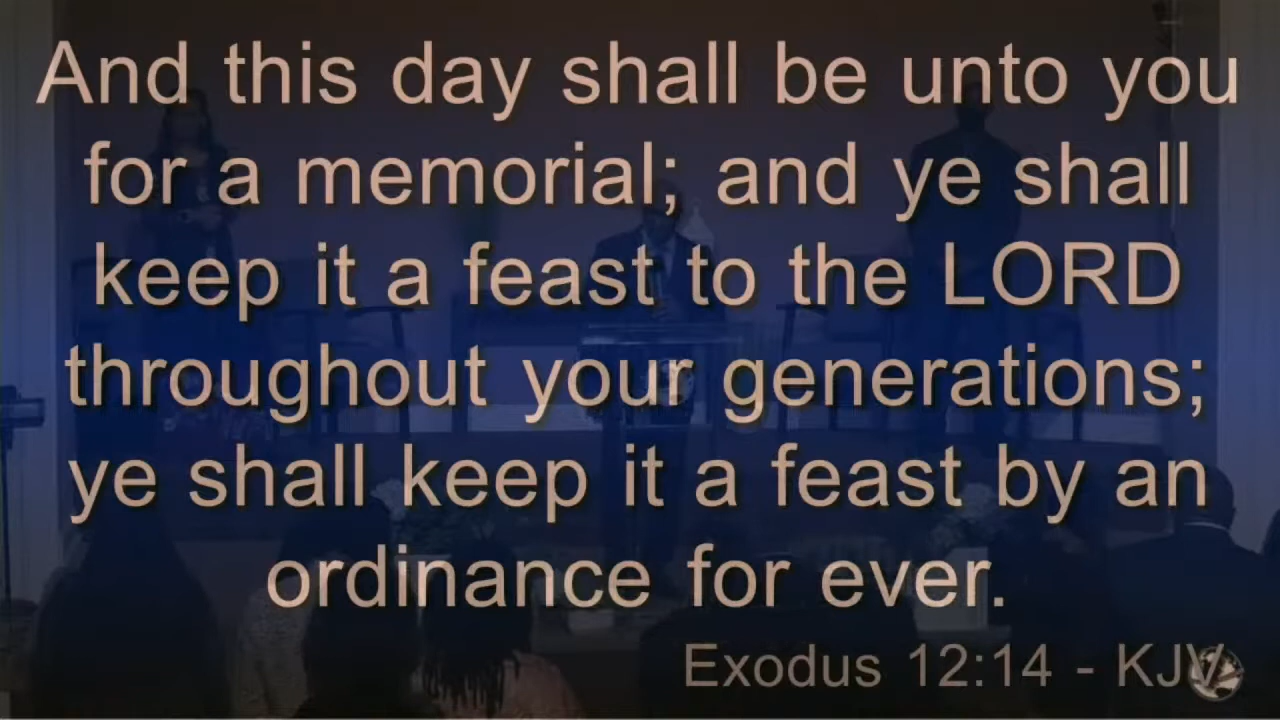 And this day shall be unto you
for a memorial; and ye shall
keep it a feast to the LORD
throughout your generations;
ye shall keep it a feast by an
ordinance for ever.
Exodus 12:14 - KJV